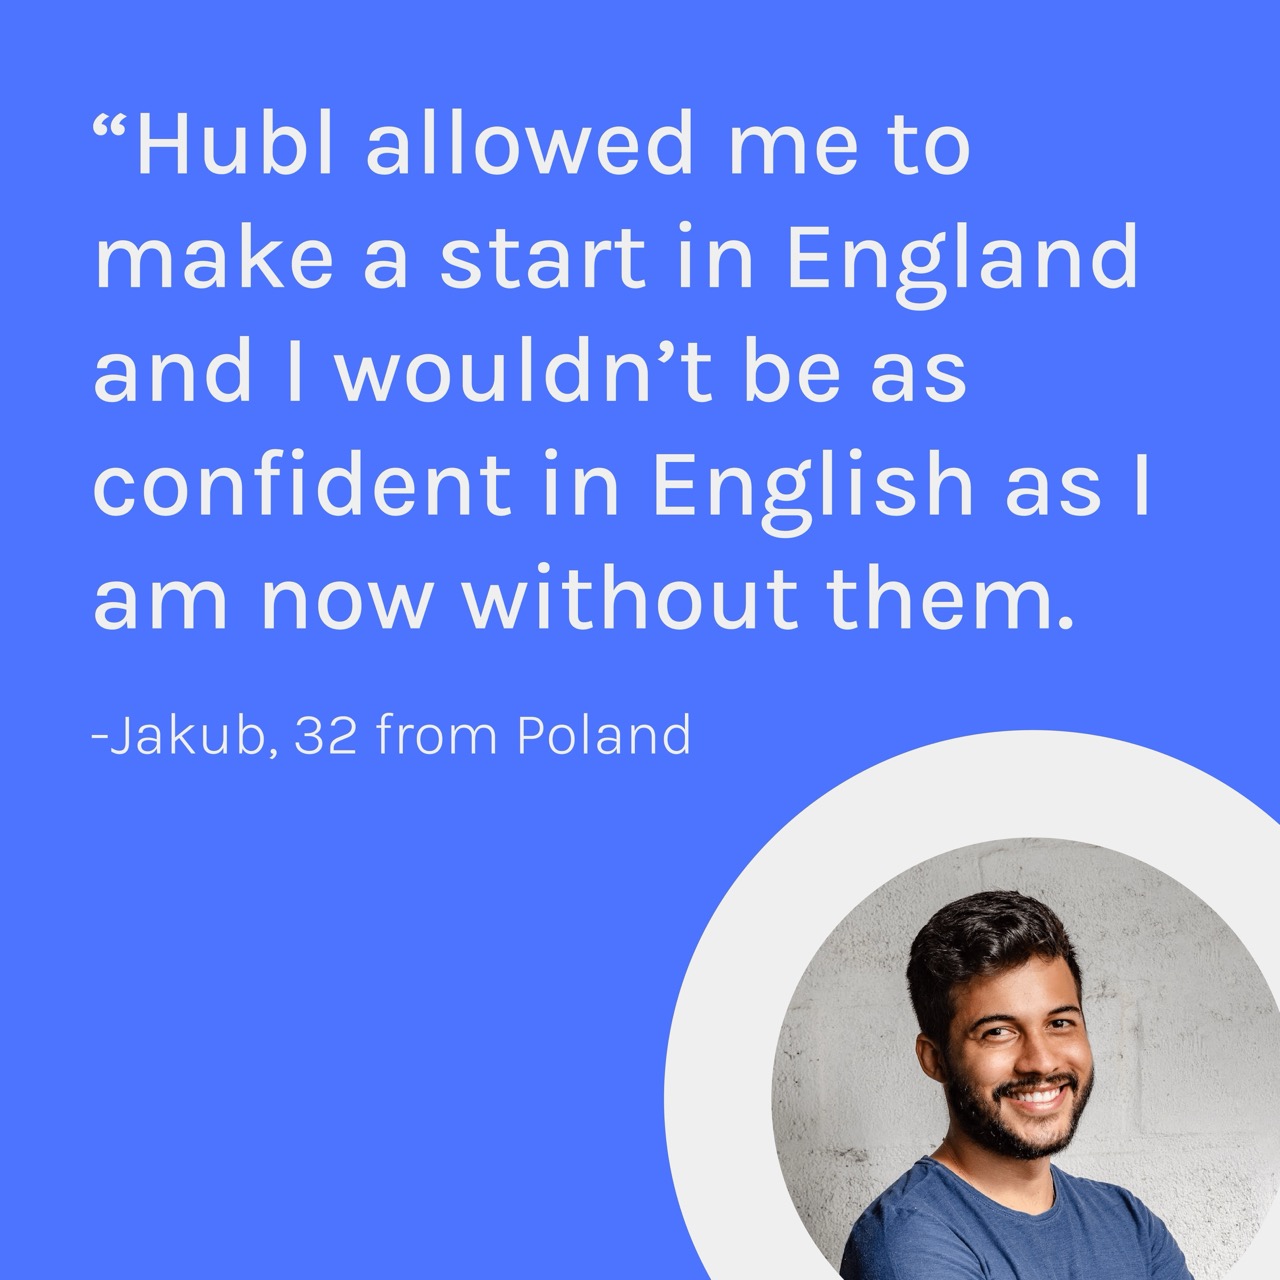 “Hubl allowed me to
make a start in England
and I wouldn’t be as
confident in English as I
am now without them.
-Jakub, 32 from Poland